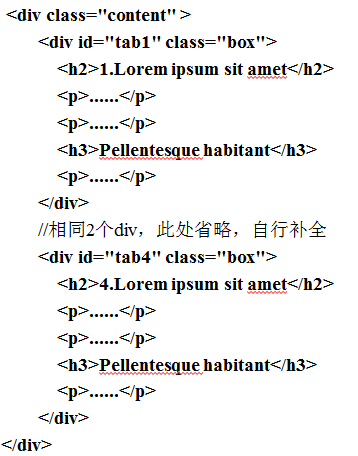 <div class="content" >
<div id="tab1" class="box">
<h2>1.Lorem ipsum sit amet</h2>
<p>......</p>
<p>......</p>
<h3>Pellentesque habitant</h3>
<p>......</p>
</div>
//相同2个div，此处省略，自行补全
<div id="tab4" class="box">
<h2>4.Lorem ipsum sit amet</h2>
<p>......</p>
<p>......</p>
<h3>Pellentesque habitant</h3>
<p>......</p>
</div>
</div>